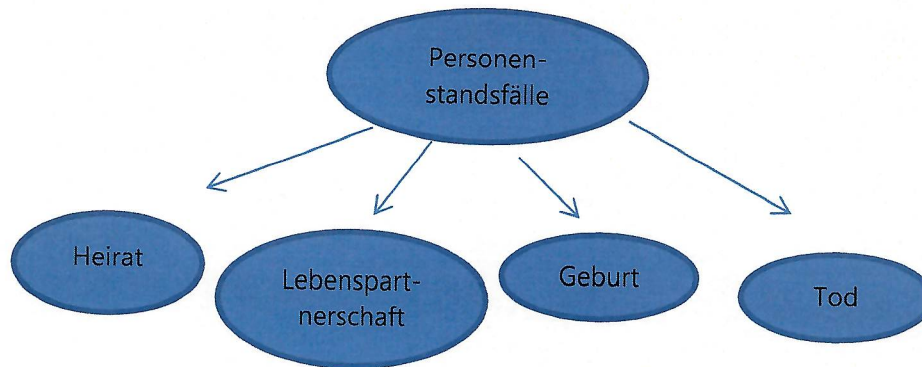 Personen-
standsfälle
Heirat
Lebenspart-
nerschaft
Geburt
Tod